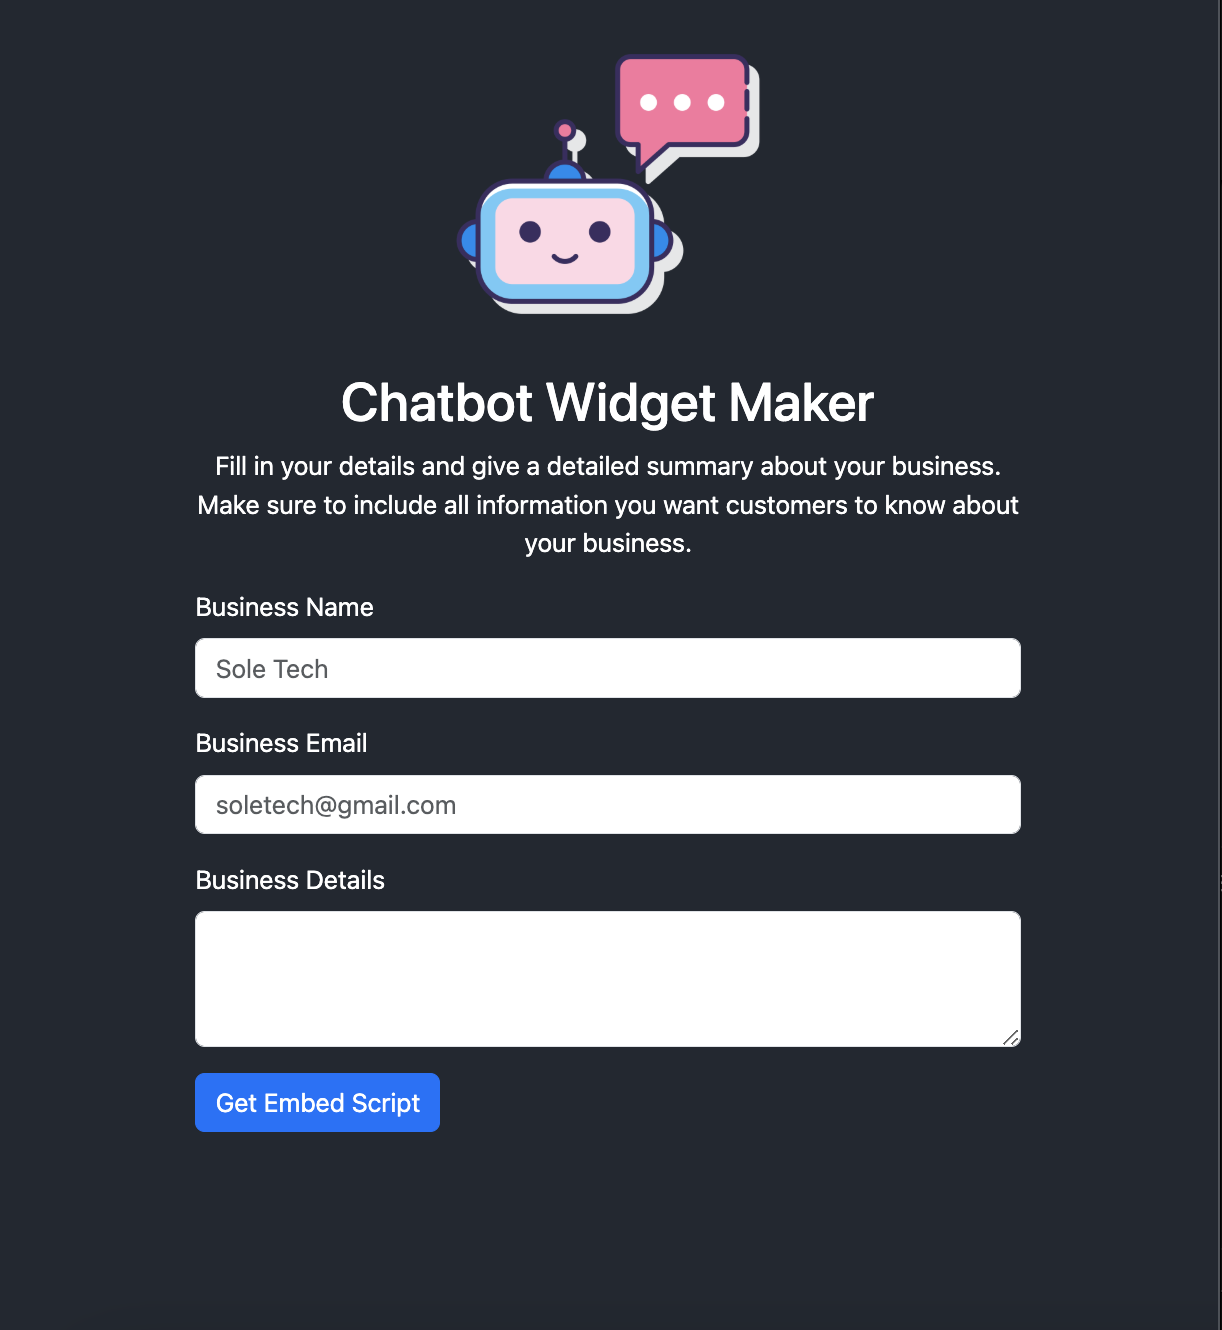 Chatbot Widget Maker
Fill in your details and give a detailed summary about your business.
Make sure to include all information you want customers to know about
your business.
Business Name
Sole Tech
Business Email
soletech@gmail.com
Business Details
Get Embed Script